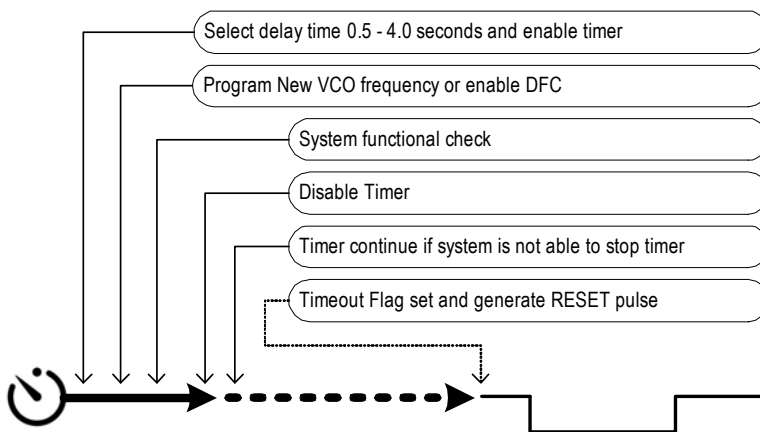 Select delay time 0.5 - 4.0 seconds and enable timer
Program New VCO frequency or enable DFC
System functional check
Disable Timer
Timer continue if system is not able to stop timer
Timeout Flag set and generate RESET pulse